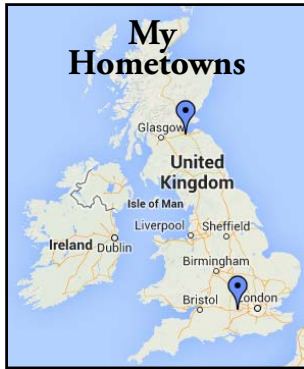 My
Hometowns
Glasgow
United
Kingdom
Isle of Man
Liverpool
Sheffield
Ireland
Dublin
Birmingham
Bristol
London